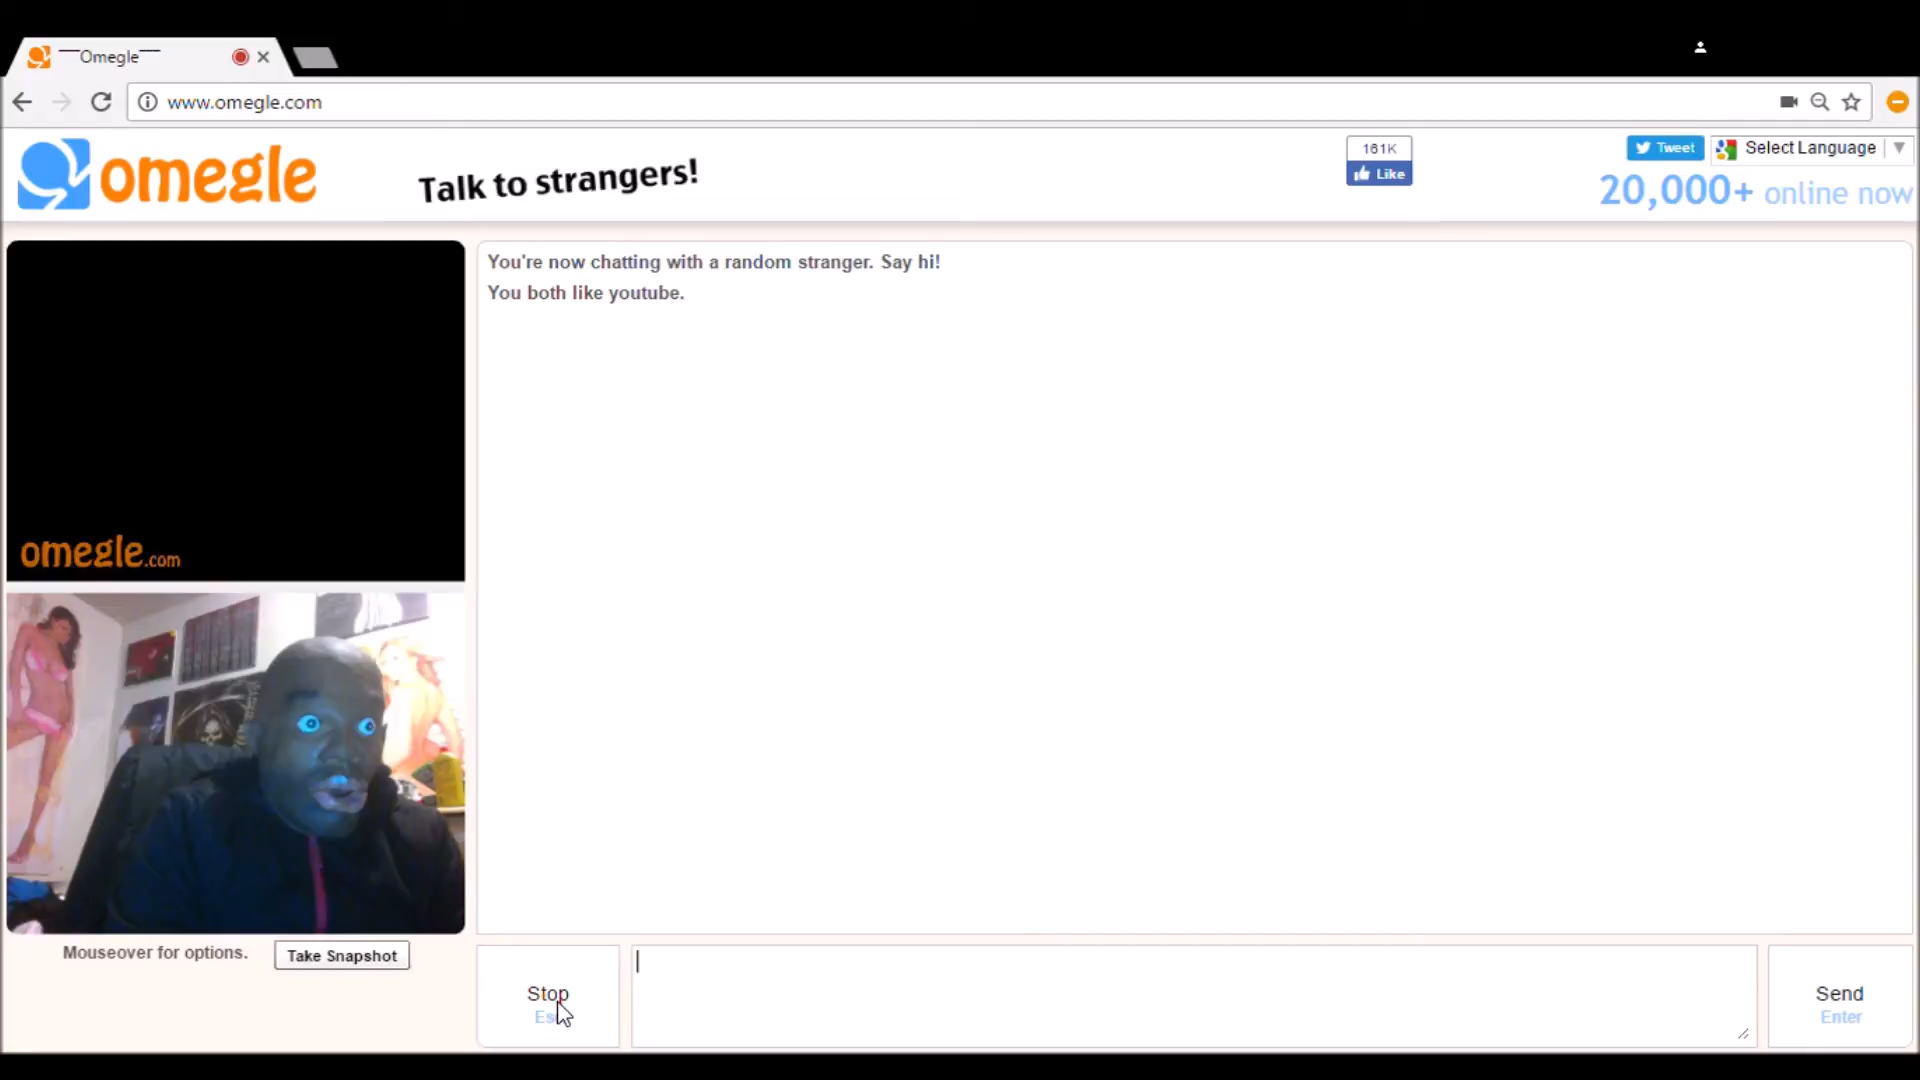 Omegle
www.omegle.com
omegle
Talk to strangers!
161K
Like
Tweet
Select Language
20,000+ online now
You're now chatting with a random stranger. Say hi!
You both like youtube.
omegle.com
Mouseover for options.
Take Snapshot
Stop
Es
Send
Enter